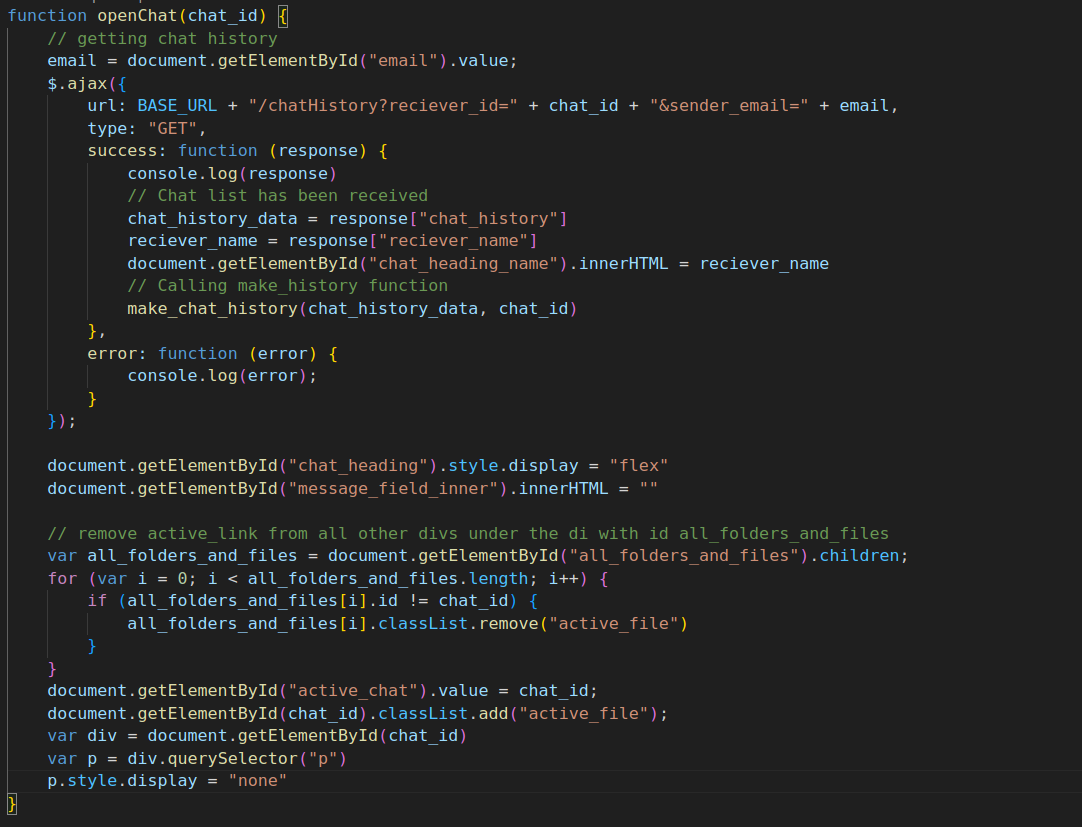 function openChat(chat_id) {
    // getting chat history
    email = document.getElementById("email").value;
    $.ajax({
        url: BASE_URL + "/chatHistory?reciever_id=" + chat_id + "&sender_email=" + email,
        type: "GET",
        success: function (response) {
            console.log(response)
            // Chat list has been received
            chat_history_data = response["chat_history"]
            reciever_name = response["reciever_name"]
            document.getElementById("chat_heading_name").innerHTML = reciever_name
            // Calling make_history function
            make_chat_history(chat_history_data, chat_id)
        },
        error: function (error) {
            console.log(error);
        }
    });

    document.getElementById("chat_heading").style.display = "flex"
    document.getElementById("message_field_inner").innerHTML = ""

    // remove active_link from all other divs under the di with id all_folders_and_files
    var all_folders_and_files = document.getElementById("all_folders_and_files").children;
    for (var i = 0; i < all_folders_and_files.length; i++) {
        if (all_folders_and_files[i].id != chat_id) {
            all_folders_and_files[i].classList.remove("active_file")
        }
    }
    document.getElementById("active_chat").value = chat_id;
    document.getElementById(chat_id).classList.add("active_file");
    var div = document.getElementById(chat_id)
    var p = div.querySelector("p")
    p.style.display = "none"
}